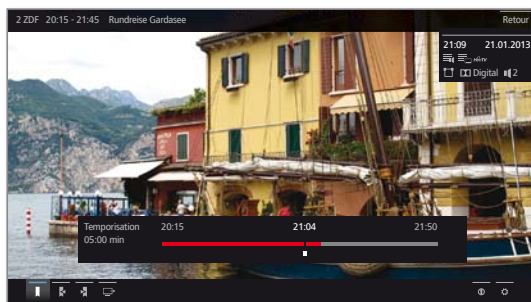 2 ZDF 20:15 - 21:45 Rundreise Gardasee Retour
21:09 21.01.2013
HbbTV
Digital 2
Temporisation 20:15 21:04 21:50
05:00 min